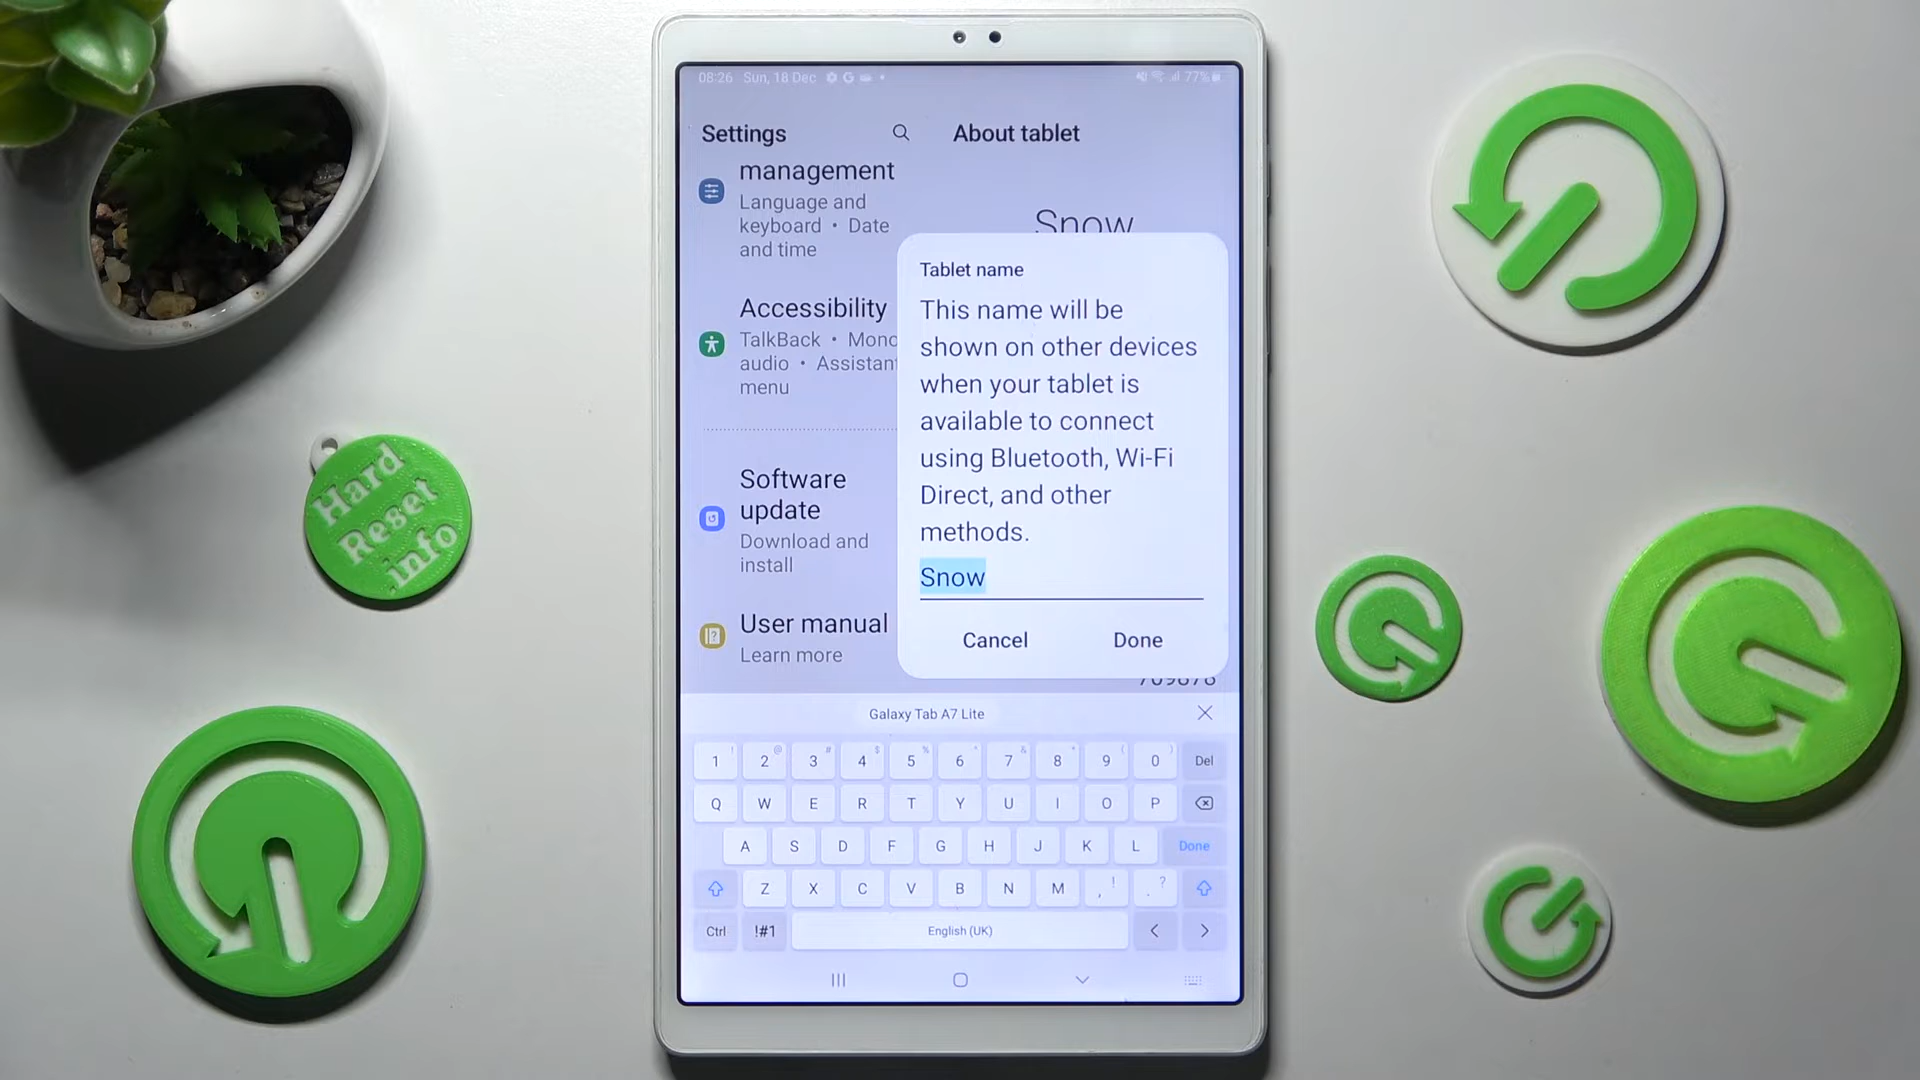 08:26 Sun, 18 Dec
77%
Settings
About tablet
management
Language and
keyboard • Date
and time
Snow
Accessibility
TalkBack • Mono
audio • Assistan
menu
Software
update
Download and
install
User manual
Learn more
Tablet name
This name will be
shown on other devices
when your tablet is
available to connect
using Bluetooth, Wi-Fi
Direct, and other
methods.
Snow
Cancel Done
Galaxy Tab A7 Lite
1 2 3 4 5 6 7 8 9 0 Del
Q W E R T Y U I O P
A S D F G H J K L Done
Z X C V B N M , ! . ?
Ctrl !#1 English (UK) < >
Hard
Reset
.info